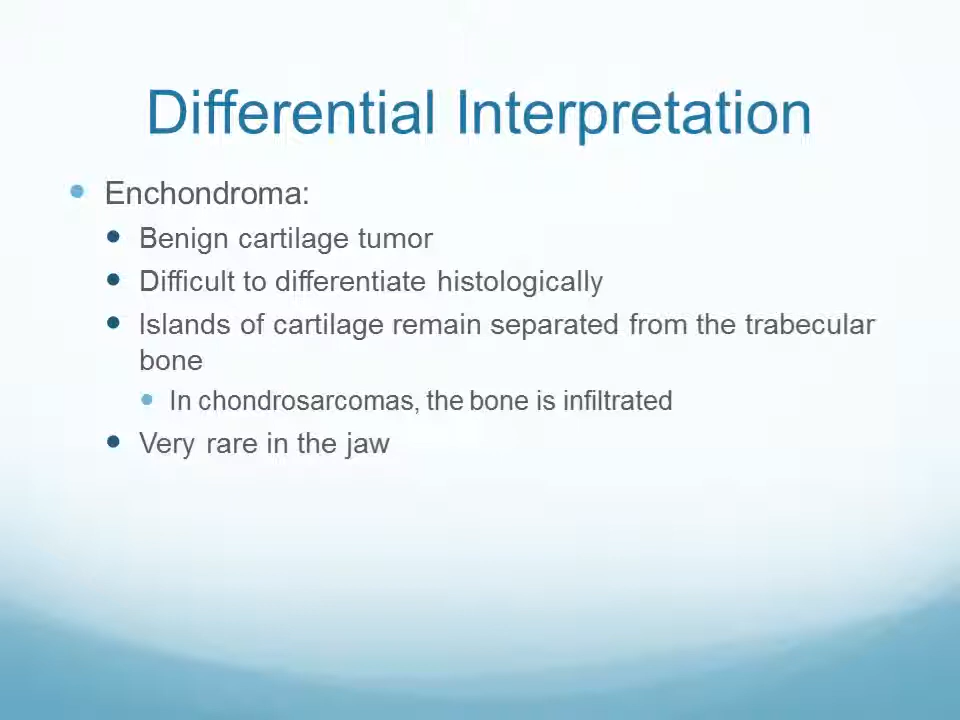 Differential Interpretation
Enchondroma:
Benign cartilage tumor
Difficult to differentiate histologically
Islands of cartilage remain separated from the trabecular
bone
In chondrosarcomas, the bone is infiltrated
Very rare in the jaw